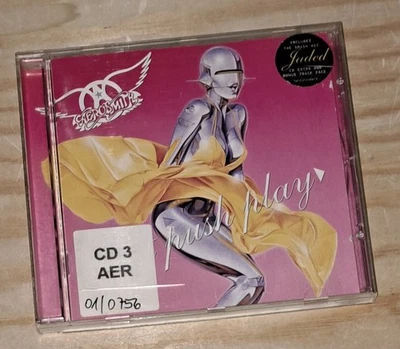 AEROSMITH
INCLUDES
THE SMASH HIT
Jaded
push play
CD 3
AER
01/0756